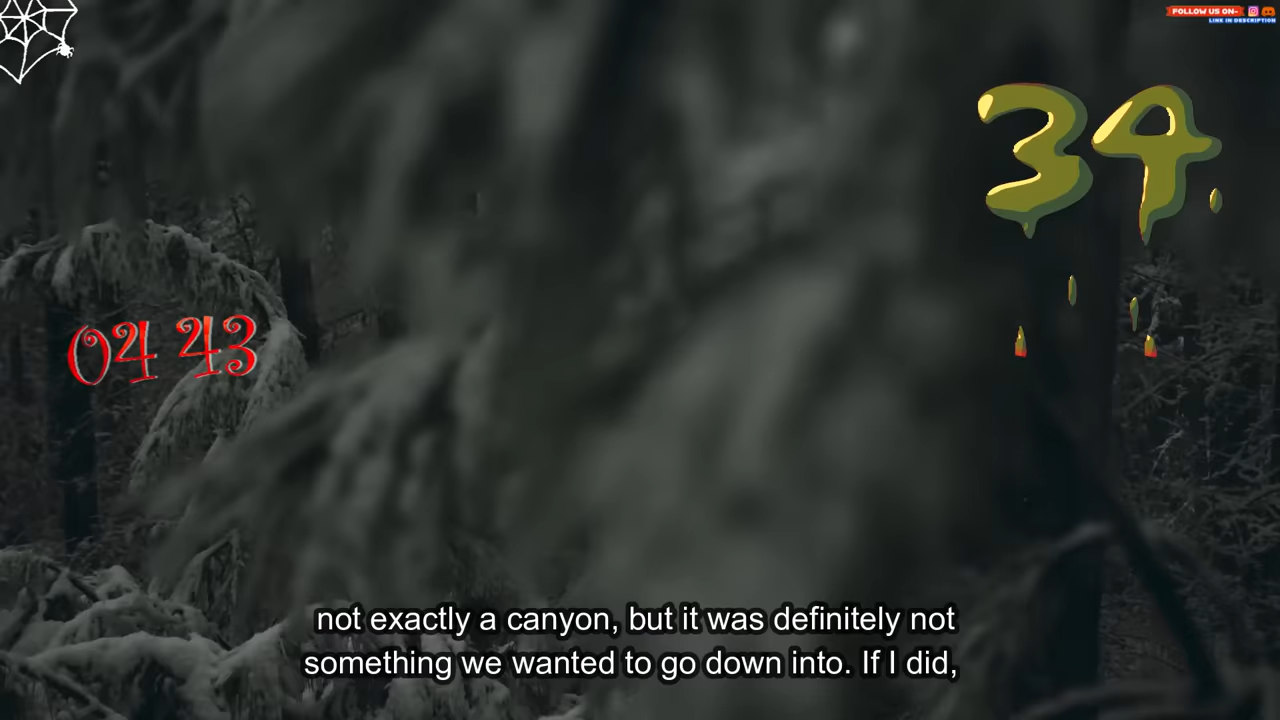 FOLLOW US ON-
LINK IN DESCRIPTION
34.
04 43
not exactly a canyon, but it was definitely not
something we wanted to go down into. If I did,